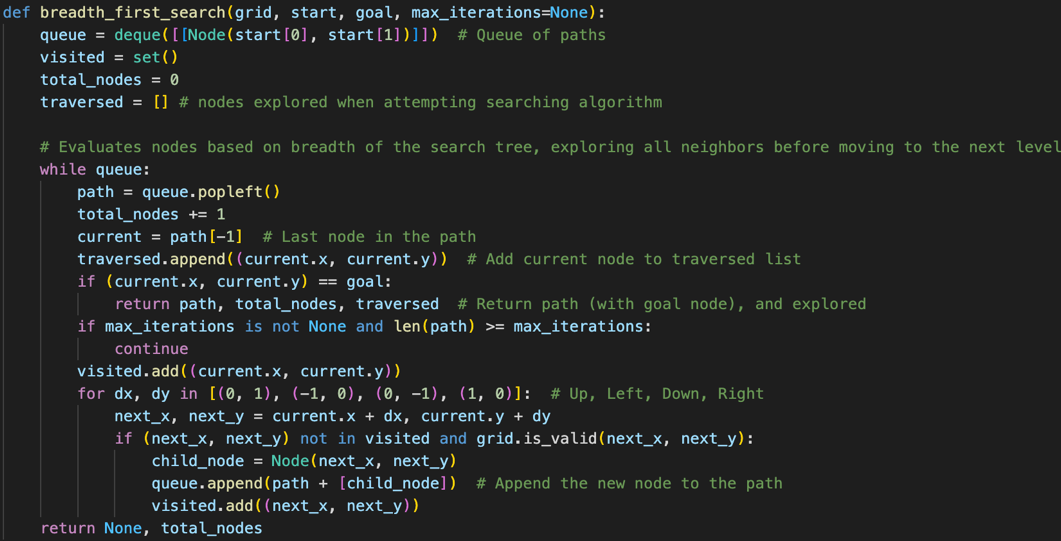 def breadth_first_search(grid, start, goal, max_iterations=None):
    queue = deque([[Node(start[0], start[1])]])  # Queue of paths
    visited = set()
    total_nodes = 0
    traversed = [] # nodes explored when attempting searching algorithm

    # Evaluates nodes based on breadth of the search tree, exploring all neighbors before moving to the next level
    while queue:
        path = queue.popleft()
        total_nodes += 1
        current = path[-1]  # Last node in the path
        traversed.append((current.x, current.y))  # Add current node to traversed list
        if (current.x, current.y) == goal:
            return path, total_nodes, traversed  # Return path (with goal node), and explored
        if max_iterations is not None and len(path) >= max_iterations:
            continue
        visited.add((current.x, current.y))
        for dx, dy in [(0, 1), (-1, 0), (0, -1), (1, 0)]:  # Up, Left, Down, Right
            next_x, next_y = current.x + dx, current.y + dy
            if (next_x, next_y) not in visited and grid.is_valid(next_x, next_y):
                child_node = Node(next_x, next_y)
                queue.append(path + [child_node])  # Append the new node to the path
                visited.add((next_x, next_y))
    return None, total_nodes